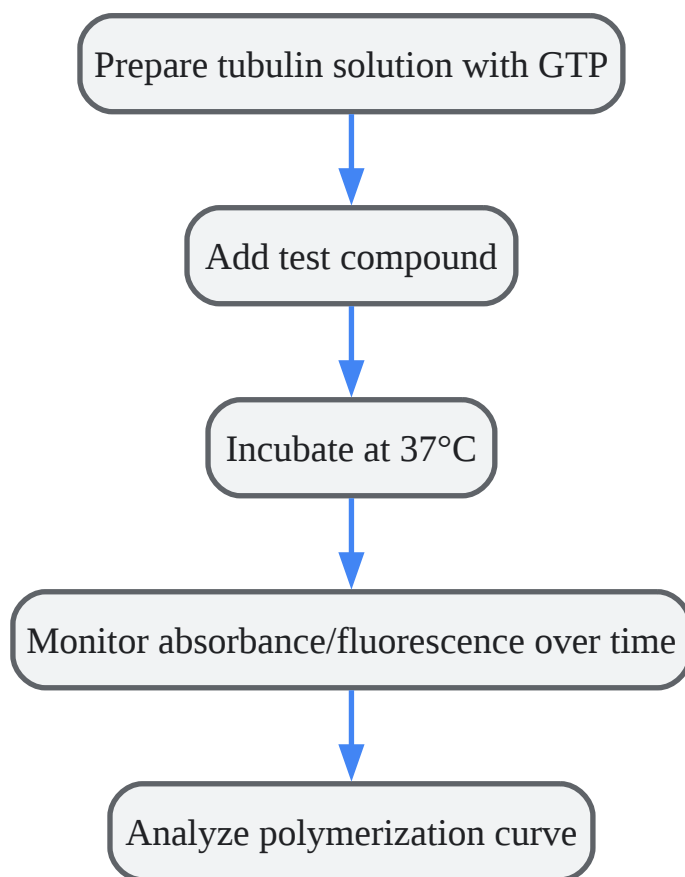 Prepare tubulin solution with GTP
Add test compound
Incubate at 37°C
Monitor absorbance/fluorescence over time
Analyze polymerization curve